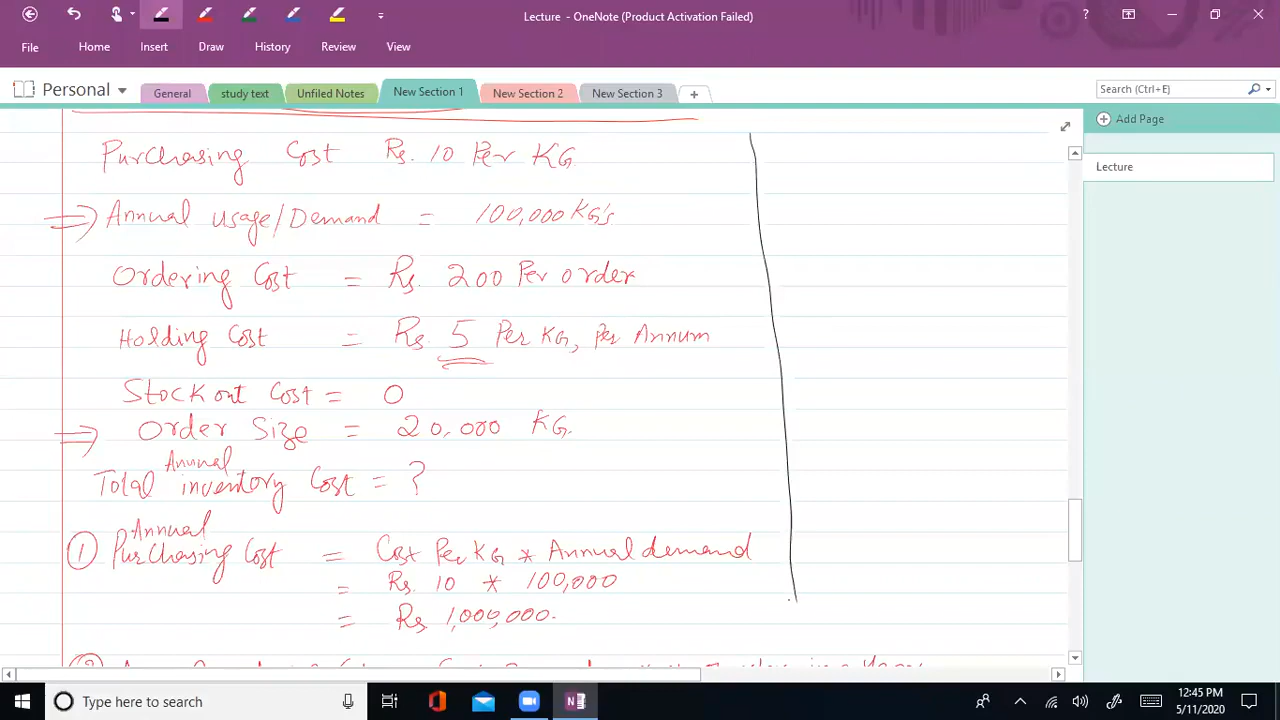 Lecture - OneNote (Product Activation Failed)
File Home Insert Draw History Review View
Personal General study text Unfiled Notes New Section 1 New Section 2 New Section 3 Search (Ctrl+E)
Add Page
Lecture
Purchasing Cost Rs. 10 Per KG
⇒ Annual usage/Demand = 100,000 KG's
Ordering Cost = Rs. 200 Per order
Holding Cost = Rs. 5 Per KG, per Annum
Stockout Cost = 0
⇒ Order Size = 20,000 KG.
Total Annual inventory Cost = ?
① Annual Purchasing Cost = Cost Per KG * Annual demand
= Rs. 10 * 100,000
= Rs. 1,000,000.
Type here to search
12:45 PM
5/11/2020